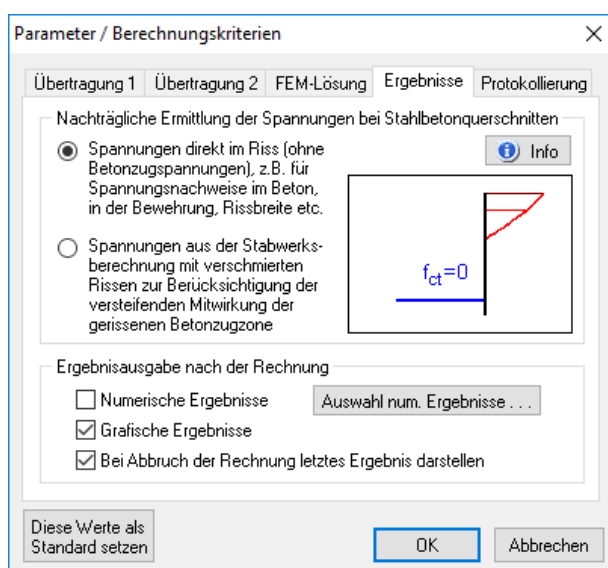 Parameter / Berechnungskriterien
Übertragung 1 Übertragung 2 FEM-Lösung Ergebnisse Protokollierung
Nachträgliche Ermittlung der Spannungen bei Stahlbetonquerschnitten
Spannungen direkt im Riss (ohne
Betonzugspannungen), z.B. für
Spannungsnachweise im Beton,
in der Bewehrung, Rissbreite etc.
Info
Spannungen aus der Stabwerks-
berechnung mit verschmierten
Rissen zur Berücksichtigung der
versteifenden Mitwirkung der
gerissenen Betonzugzone
fct=0
Ergebnisausgabe nach der Rechnung
Numerische Ergebnisse
Auswahl num. Ergebnisse . . .
Grafische Ergebnisse
Bei Abbruch der Rechnung letztes Ergebnis darstellen
Diese Werte als
Standard setzen
OK
Abbrechen